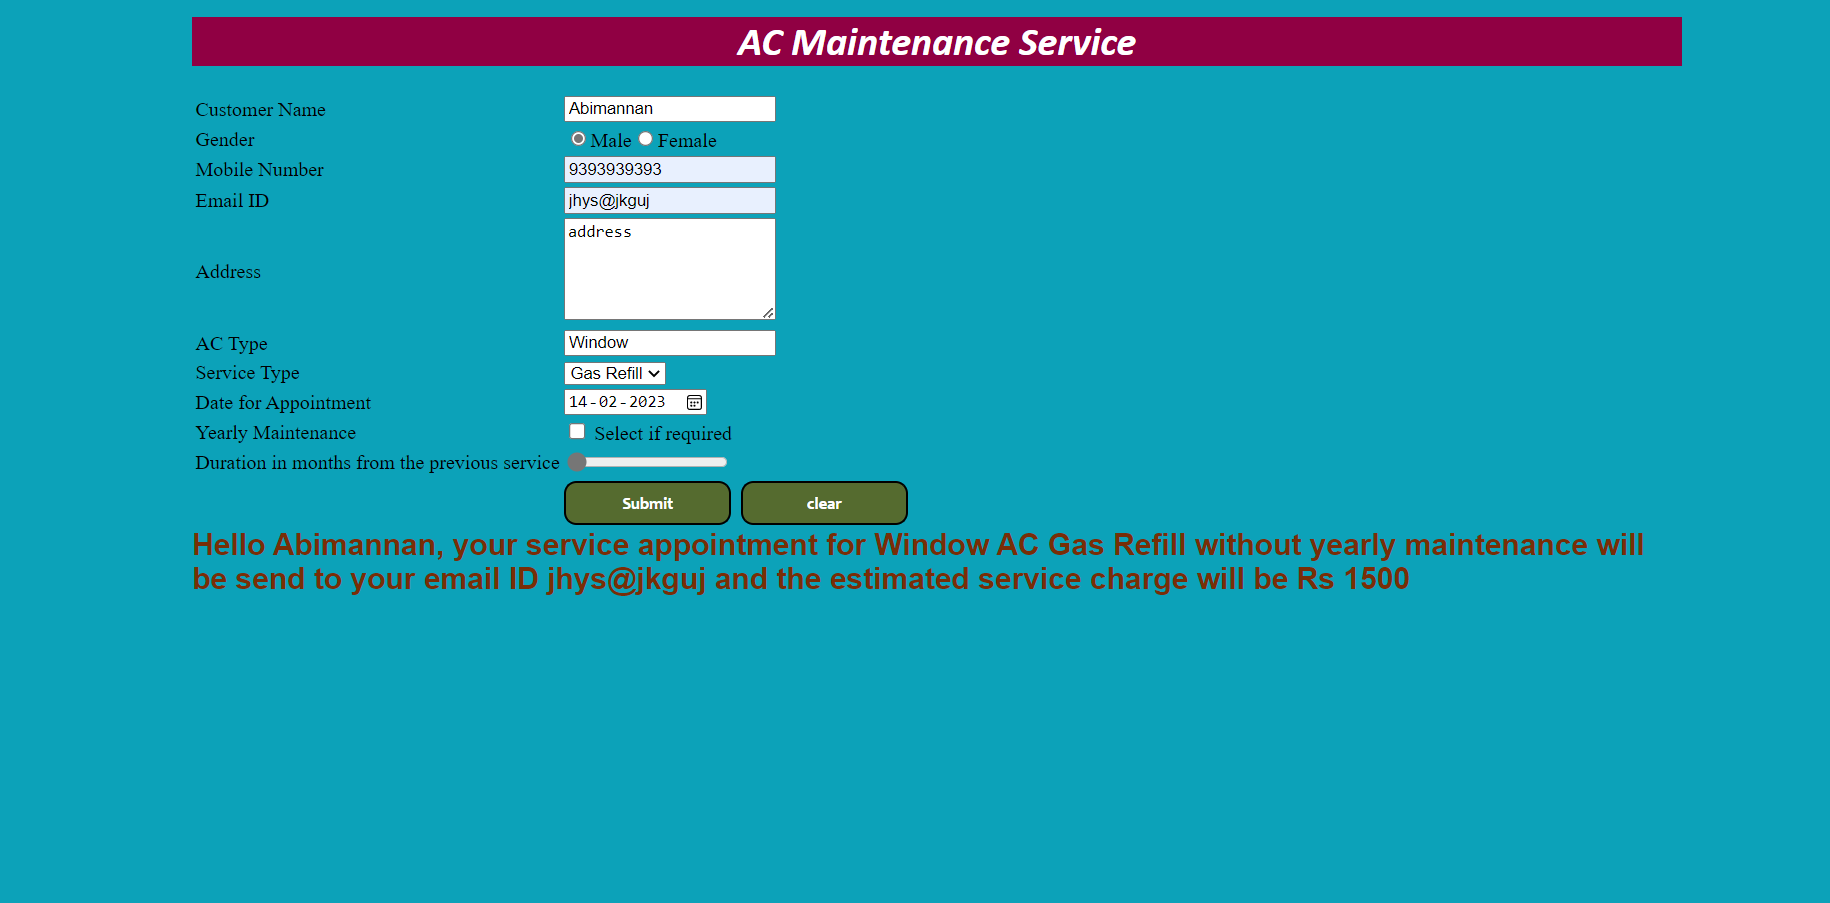 AC Maintenance Service
Customer Name Abimannan
Gender Male Female
Mobile Number 9393939393
Email ID jhys@jkguj
address
Address
AC Type Window
Service Type Gas Refill
Date for Appointment 14-02-2023
Yearly Maintenance Select if required
Duration in months from the previous service
Submit clear
Hello Abimannan, your service appointment for Window AC Gas Refill without yearly maintenance will
be send to your email ID jhys@jkguj and the estimated service charge will be Rs 1500